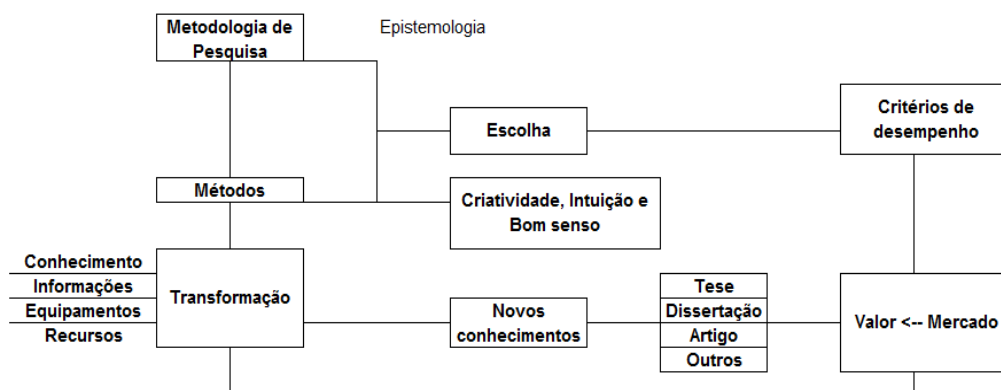 Metodologia de
Pesquisa
Epistemologia
Escolha
Critérios de
desempenho
Métodos
Criatividade, Intuição e
Bom senso
Conhecimento
Informações
Equipamentos
Recursos
Transformação
Novos
conhecimentos
Tese
Dissertação
Artigo
Outros
Valor <-- Mercado